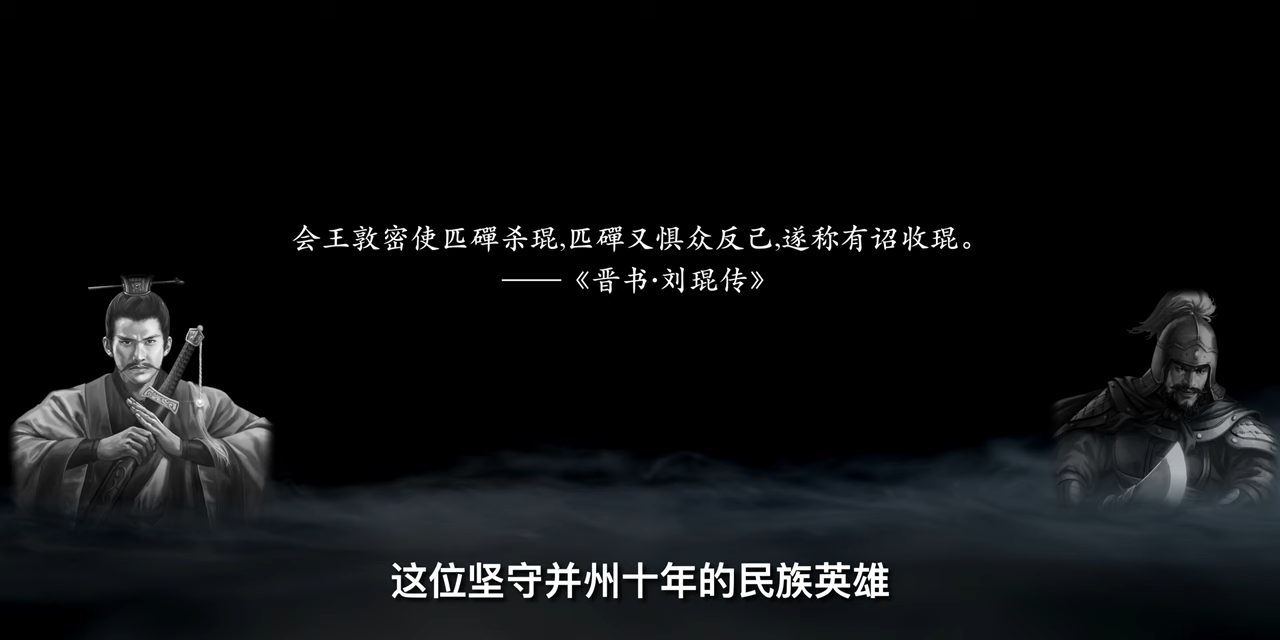 会王敦密使匹磾杀琨,匹磾又惧众反己,遂称有诏收琨。
——《晋书·刘琨传》
这位坚守并州十年的民族英雄